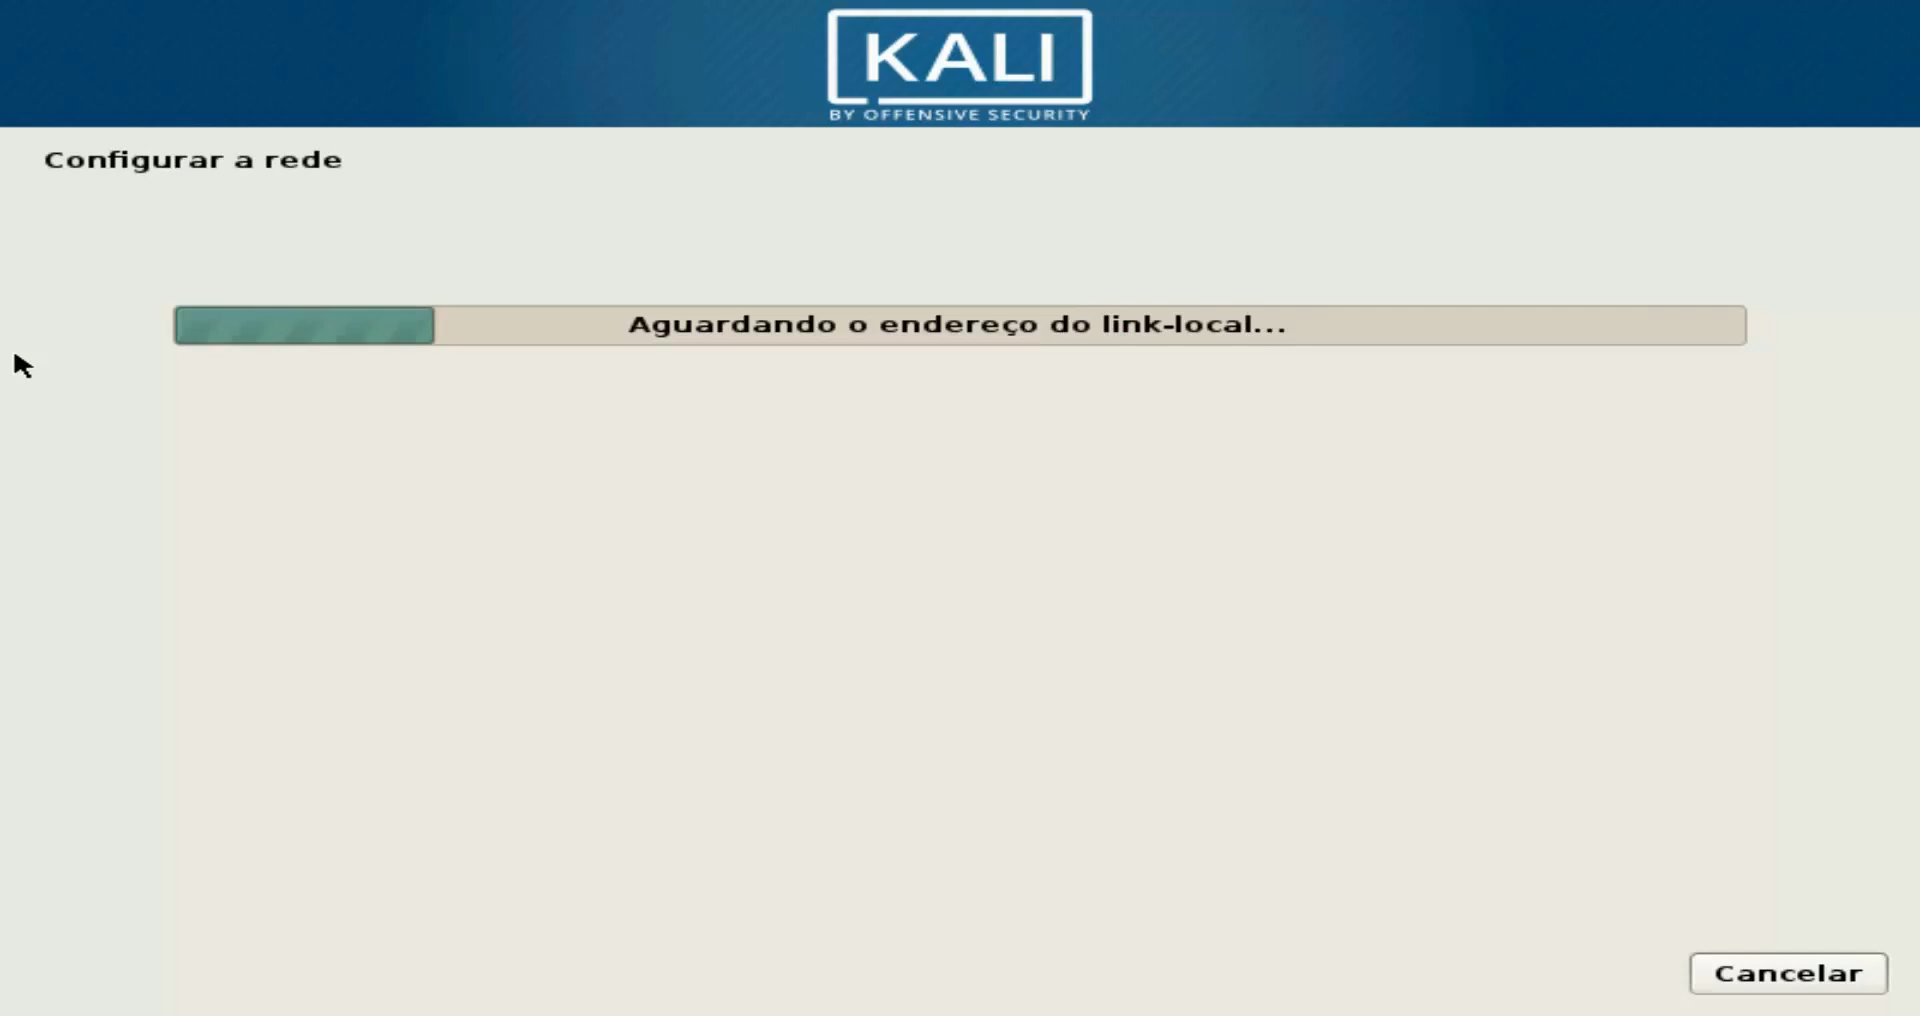 KALI
BY OFFENSIVE SECURITY
Configurar a rede
Aguardando o endereço do link-local...
Cancelar